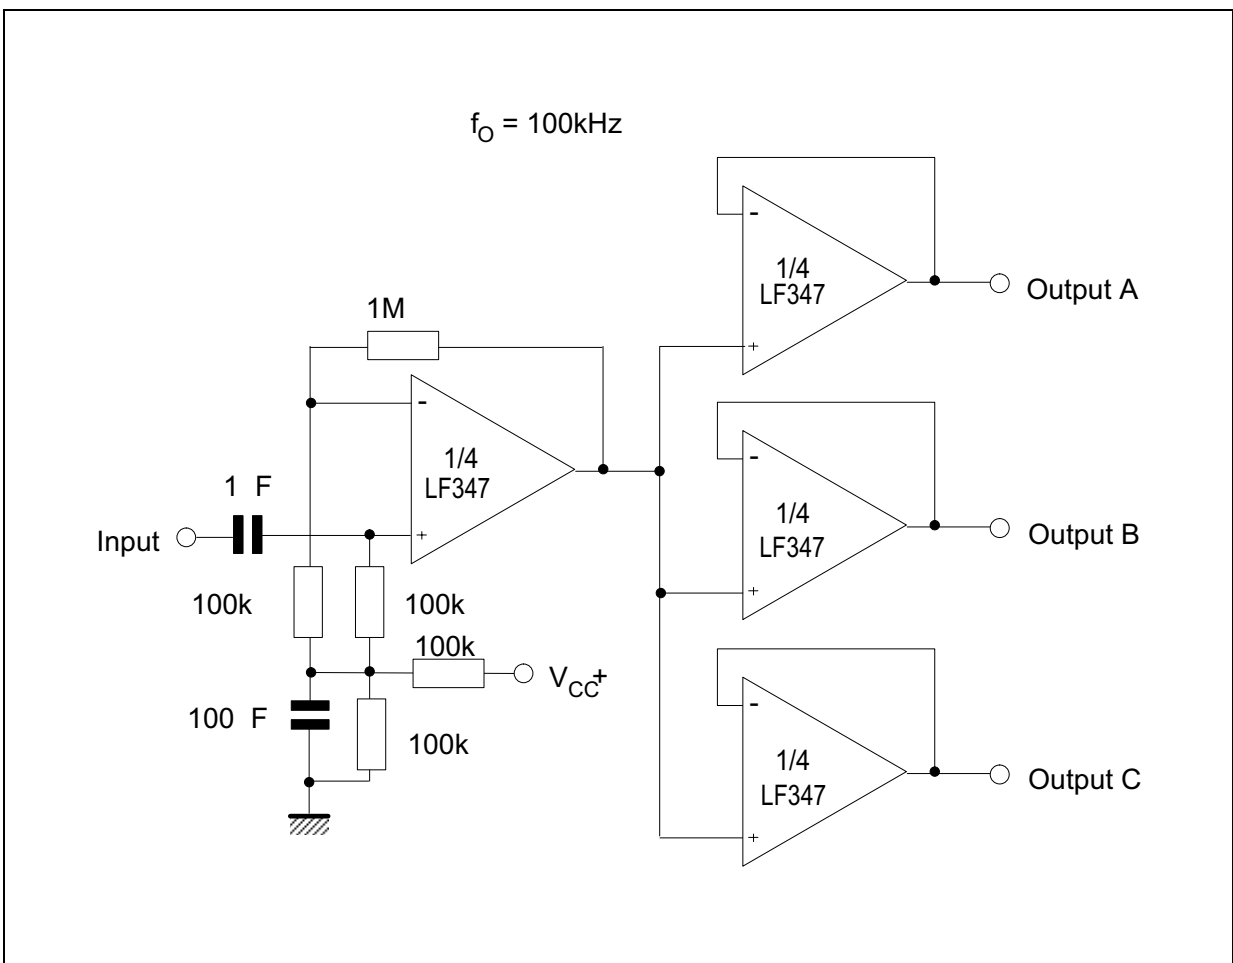 fO = 100kHz
1/4
LF347
Output A
1M
1/4
LF347
1 F
Input
1/4
LF347
Output B
100k
100k
100k
VCC+
100 F
100k
1/4
LF347
Output C
-
+
-
+
-
+
-
+